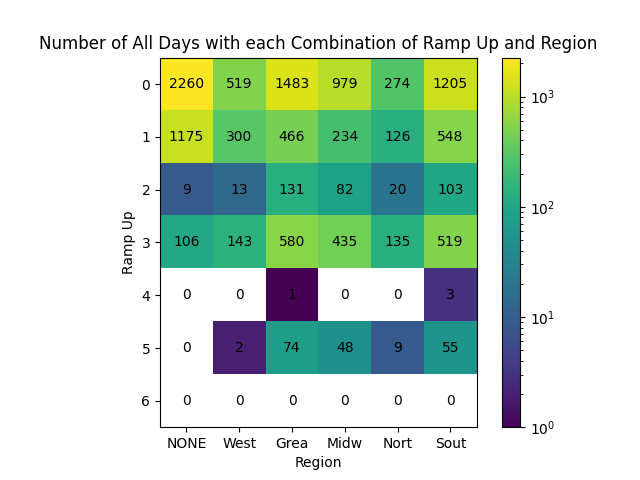 Number of All Days with each Combination of Ramp Up and Region
0 2260 519 1483 979 274 1205
1 1175 300 466 234 126 548
2 9 13 131 82 20 103
3 106 143 580 435 135 519
4 0 0 1 0 0 3
5 0 2 74 48 9 55
6 0 0 0 0 0 0
NONE West Grea Midw Nort Sout
Region
Ramp Up
10³
10²
10¹
10⁰